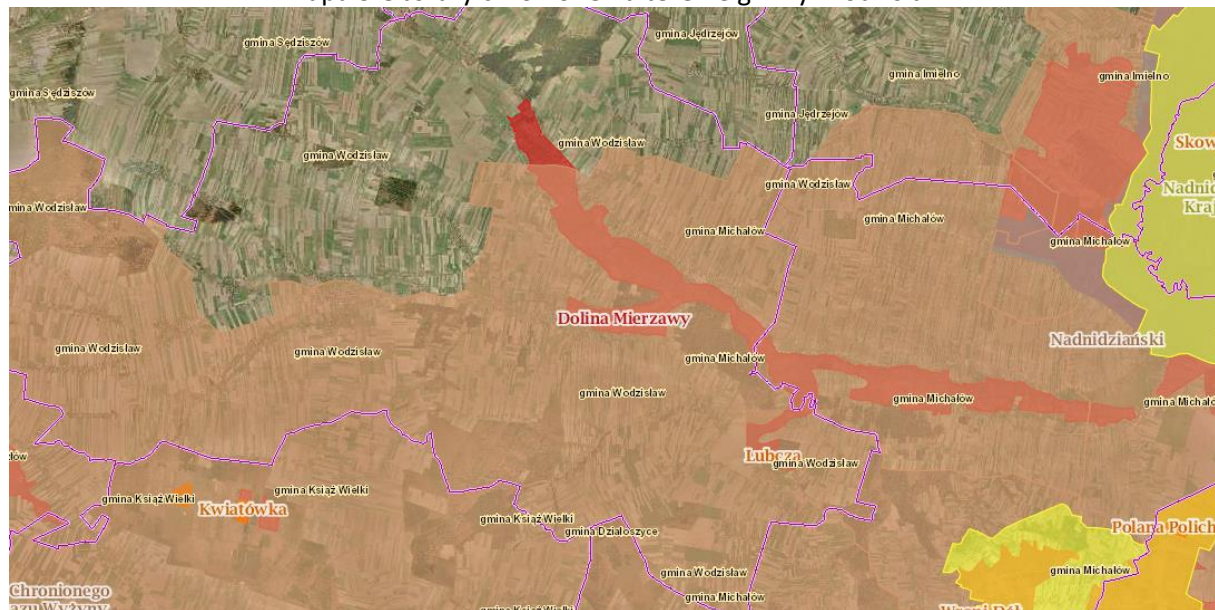 gmina Sędziszów
gmina Jędrzejów
gmina Imielno
gmina Imielno
gmina Sędziszów
gmina Jędrzejów
gmina Wodzisław
Skow
gmina Wodzisław
gmina Wodzisław
Nadni
Kraj
gmina Michałów
gmina Michałów
gmina Michałów
Dolina Mierzawy
Nadnidziański
gmina Wodzisław
gmina Wodzisław
gmina Michałów
gmina Wodzisław
gmina Michałów
Lubcza
gmina Wodzisław
gmina Książ Wielki
gmina Książ Wielki
Kwiatówka
gmina Książ Wielki
gmina Działoszyce
Polana Polich
gmina Wodzisław
gmina Michałów
Chronionego
gmina Michałów